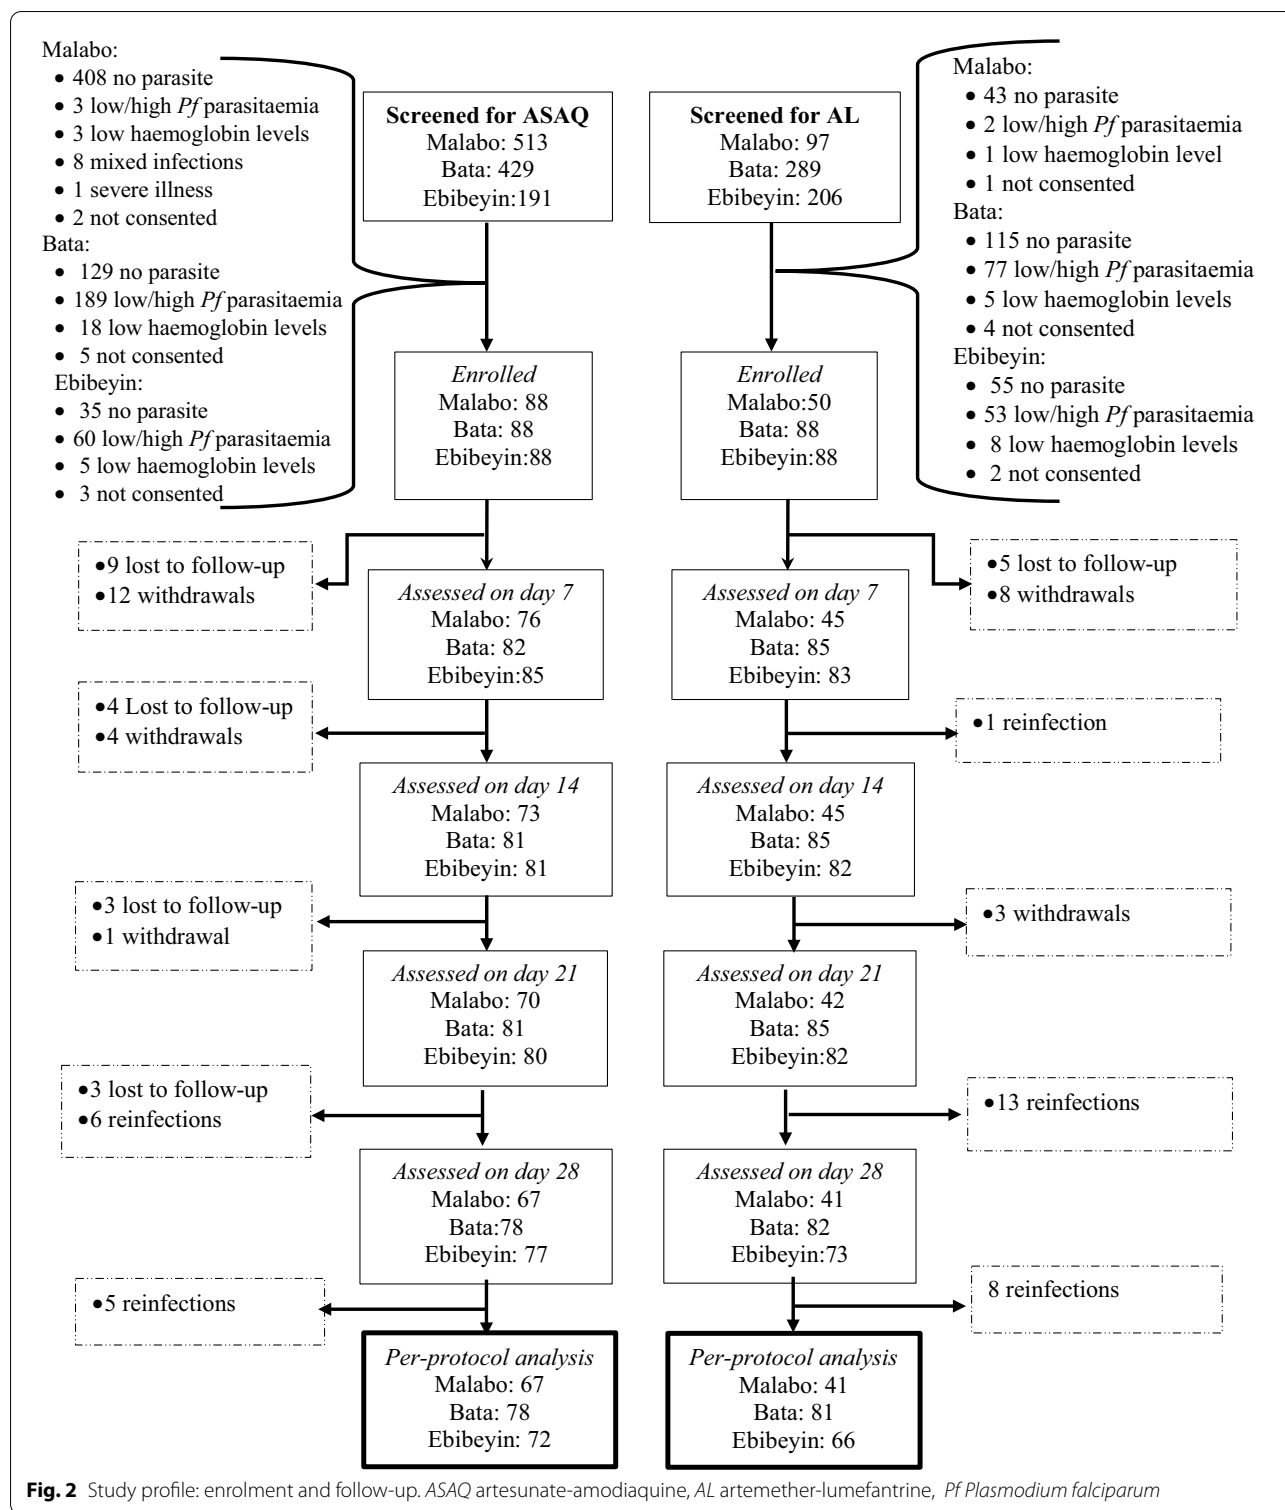 Malabo:
• 408 no parasite
• 3 low/high Pf parasitaemia
• 3 low haemoglobin levels
• 8 mixed infections
• 1 severe illness
• 2 not consented
Bata:
• 129 no parasite
• 189 low/high Pf parasitaemia
• 18 low haemoglobin levels
• 5 not consented
Ebibeyin:
• 35 no parasite
• 60 low/high Pf parasitaemia
• 5 low haemoglobin levels
• 3 not consented
Screened for ASAQ
Malabo: 513
Bata: 429
Ebibeyin:191
Screened for AL
Malabo: 97
Bata: 289
Ebibeyin: 206
Malabo:
• 43 no parasite
• 2 low/high Pf parasitaemia
• 1 low haemoglobin level
• 1 not consented
Bata:
• 115 no parasite
• 77 low/high Pf parasitaemia
• 5 low haemoglobin levels
• 4 not consented
Ebibeyin:
• 55 no parasite
• 53 low/high Pf parasitaemia
• 8 low haemoglobin levels
• 2 not consented
Enrolled
Malabo: 88
Bata: 88
Ebibeyin:88
Enrolled
Malabo:50
Bata: 88
Ebibeyin:88
•9 lost to follow-up
•12 withdrawals
•5 lost to follow-up
•8 withdrawals
Assessed on day 7
Malabo: 76
Bata: 82
Ebibeyin:85
Assessed on day 7
Malabo: 45
Bata: 85
Ebibeyin: 83
•4 Lost to follow-up
•4 withdrawals
•1 reinfection
Assessed on day 14
Malabo: 73
Bata: 81
Ebibeyin: 81
Assessed on day 14
Malabo: 45
Bata: 85
Ebibeyin: 82
•3 lost to follow-up
•1 withdrawal
•3 withdrawals
Assessed on day 21
Malabo: 70
Bata: 81
Ebibeyin: 80
Assessed on day 21
Malabo: 42
Bata: 85
Ebibeyin:82
•3 lost to follow-up
•6 reinfections
•13 reinfections
Assessed on day 28
Malabo: 67
Bata:78
Ebibeyin: 77
Assessed on day 28
Malabo: 41
Bata: 82
Ebibeyin:73
•5 reinfections
8 reinfections
Per-protocol analysis
Malabo: 67
Bata: 78
Ebibeyin: 72
Per-protocol analysis
Malabo: 41
Bata: 81
Ebibeyin: 66
Fig. 2 Study profile: enrolment and follow-up. ASAQ artesunate-amodiaquine, AL artemether-lumefantrine, Pf Plasmodium falciparum